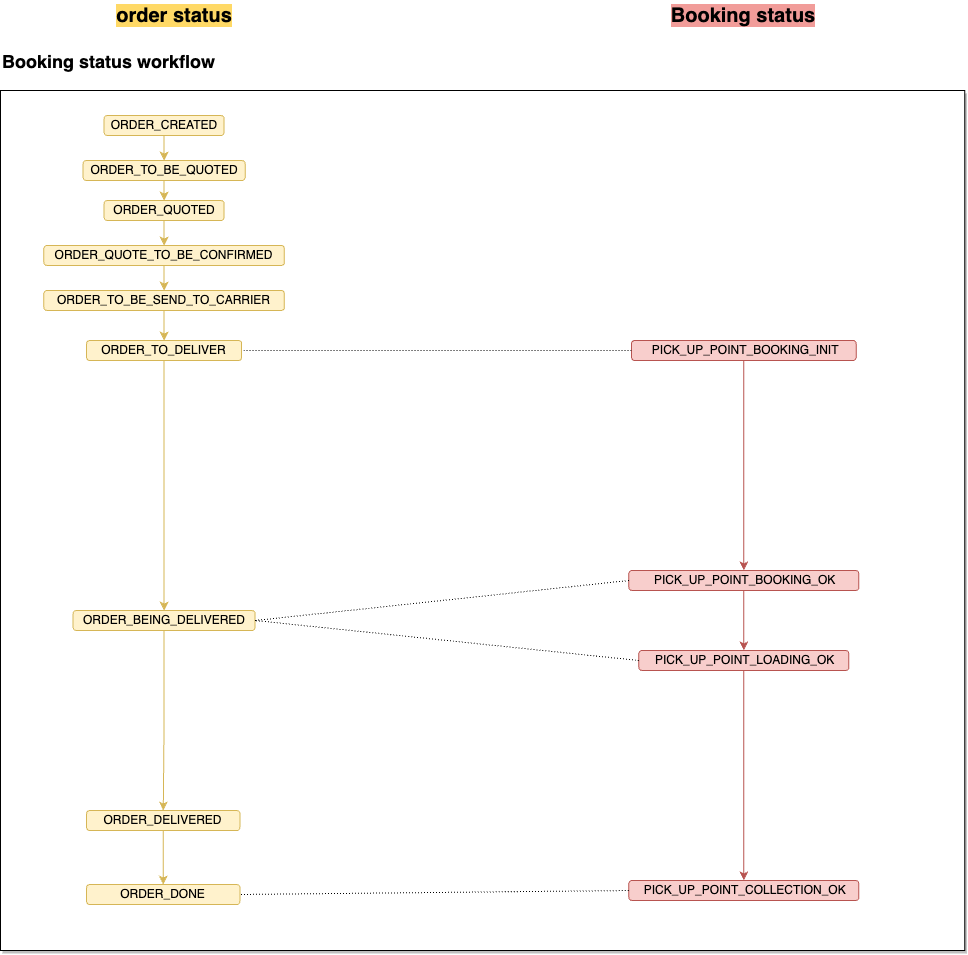 order status
Booking status
Booking status workflow
ORDER_CREATED
ORDER_TO_BE_QUOTED
ORDER_QUOTED
ORDER_QUOTE_TO_BE_CONFIRMED
ORDER_TO_BE_SEND_TO_CARRIER
ORDER_TO_DELIVER
PICK_UP_POINT_BOOKING_INIT
PICK_UP_POINT_BOOKING_OK
ORDER_BEING_DELIVERED
PICK_UP_POINT_LOADING_OK
ORDER_DELIVERED
ORDER_DONE
PICK_UP_POINT_COLLECTION_OK